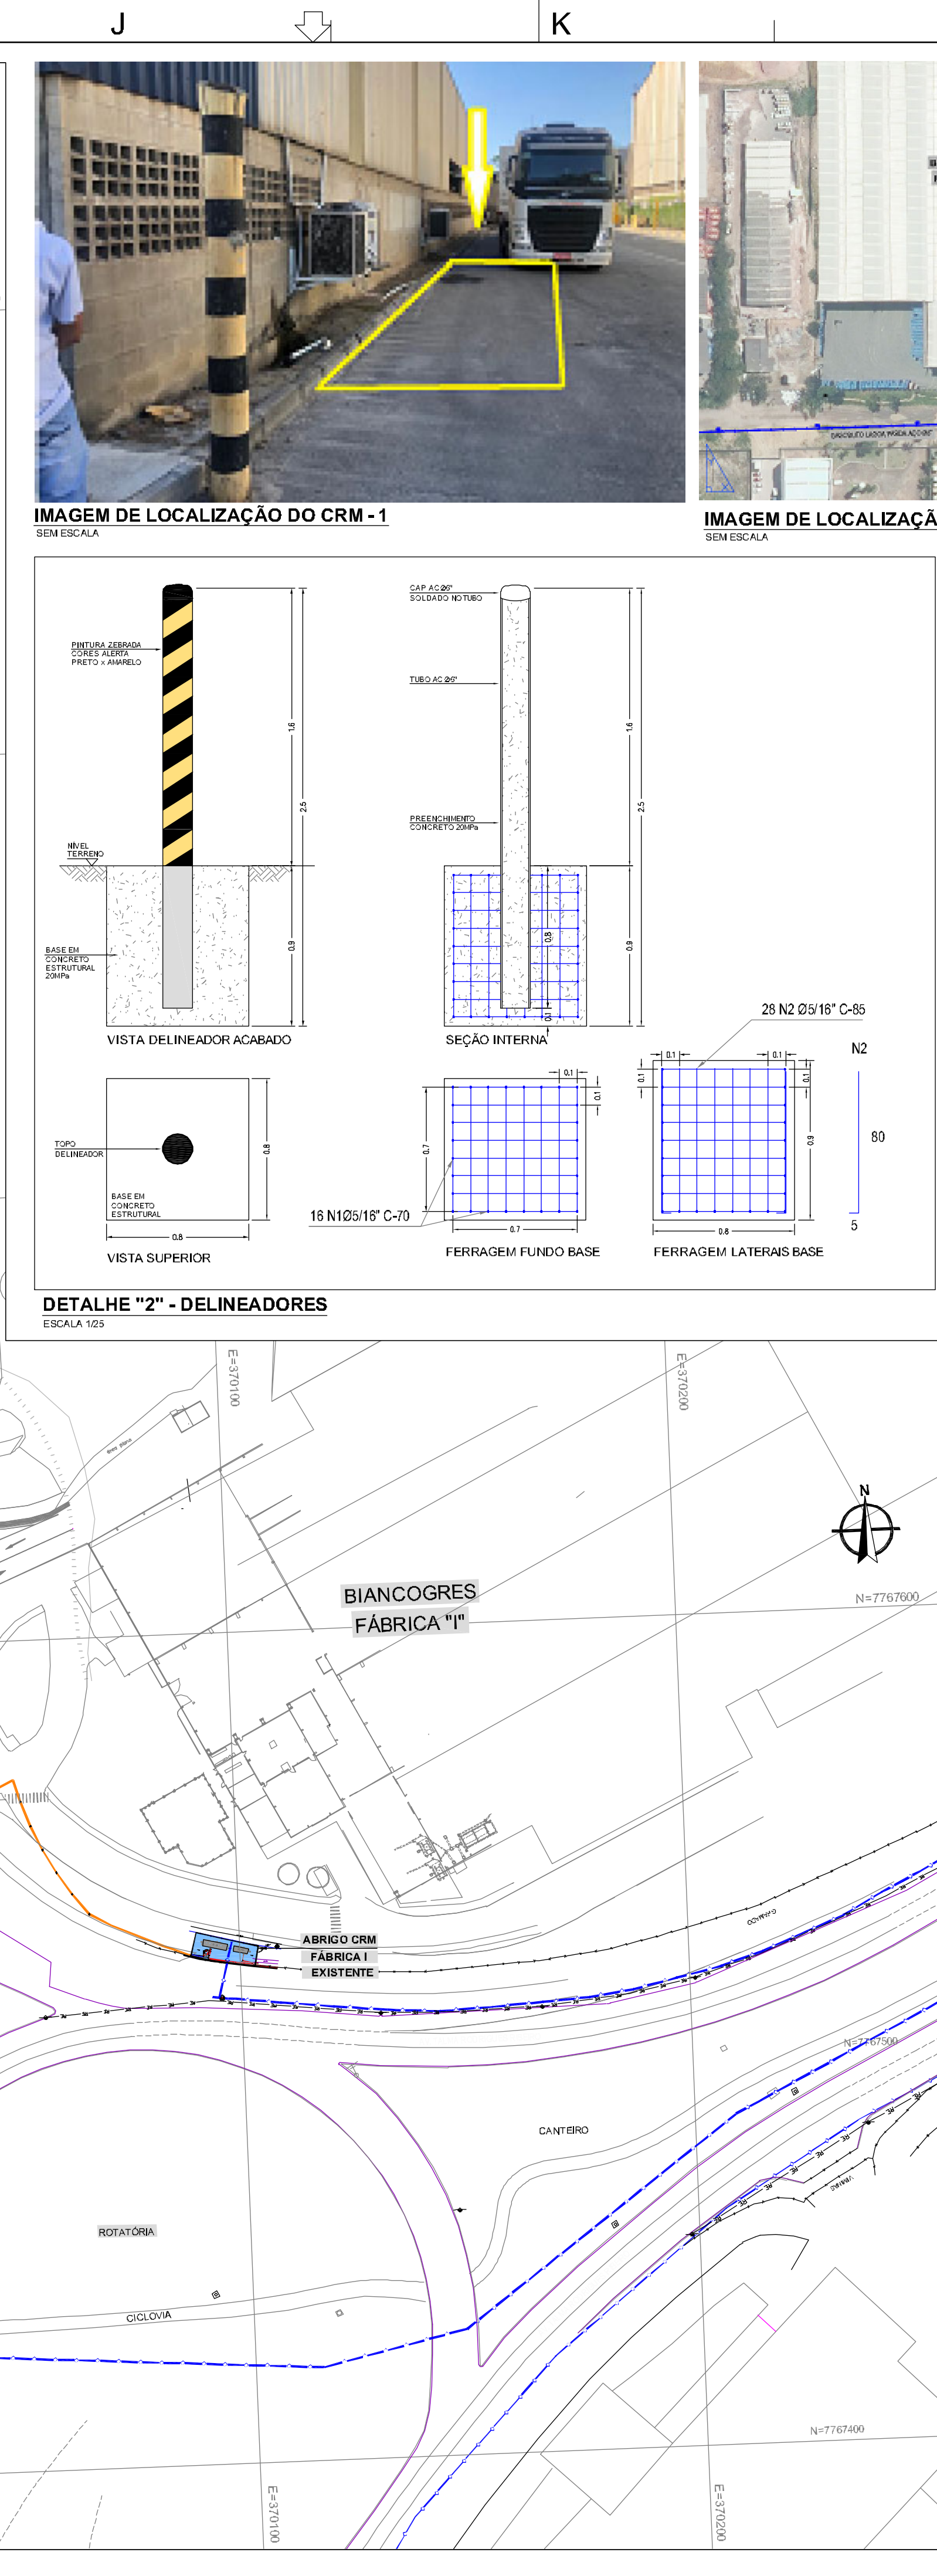 J
K
IMAGEM DE LOCALIZAÇÃO DO CRM - 1
SEM ESCALA
IMAGEM DE LOCALIZAÇÃ
SEM ESCALA
PINTURA ZEBRADA
CORES ALERTA
PRETO x AMARELO
1.6
2.5
NÍVEL
TERRENO
BASE EM
CONCRETO
ESTRUTURAL
20MPa
0.9
VISTA DELINEADOR ACABADO
CAP AC Ø6"
SOLDADO NO TUBO
TUBO AC Ø6"
1.6
2.5
PREENCHIMENTO
CONCRETO 20MPa
0.8
0.9
0.1
SEÇÃO INTERNA
28 N2 Ø5/16" C-85
N2
80
5
TOPO
DELINEADOR
BASE EM
CONCRETO
ESTRUTURAL
0.8
0.8
VISTA SUPERIOR
0.1
0.1
0.7
16 N1Ø5/16" C-70
0.7
FERRAGEM FUNDO BASE
0.1
0.1
0.1
0.1
0.9
0.8
FERRAGEM LATERAIS BASE
DETALHE "2" - DELINEADORES
ESCALA 1/25
E=370100
E=370200
N
BIANCOGRES
FÁBRICA "I"
N=7767600
ABRIGO CRM
FÁBRICA I
EXISTENTE
N=7767500
CANTEIRO
RE
RE
RE
RE
RE
ROTATÓRIA
CICLOVIA
N=7767400
E=370100
E=370200